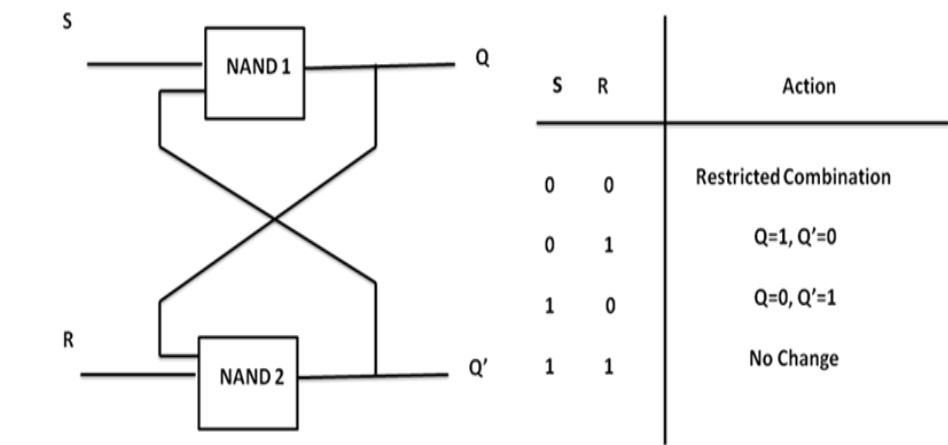 S
NAND 1
Q
R
NAND 2
Q’
S R Action
0 0 Restricted Combination
0 1 Q=1, Q’=0
1 0 Q=0, Q’=1
1 1 No Change